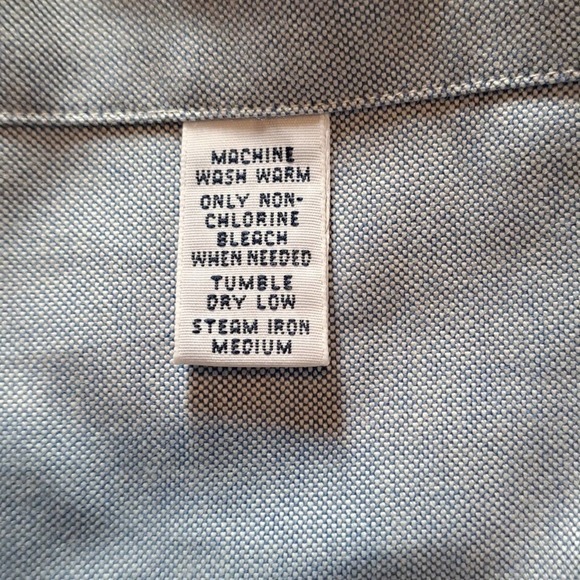 MACHINE
WASH WARM
ONLY NON-
CHLORINE
BLEACH
WHEN NEEDED
TUMBLE
DRY LOW
STEAM IRON
MEDIUM